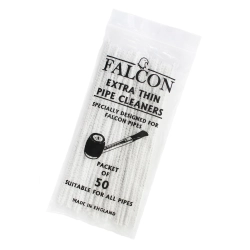 FALCON
EXTRA THIN
PIPE CLEANERS
SPECIALLY DESIGNED FOR
FALCON PIPES
PACKET
OF
50
SUITABLE FOR ALL PIPES
MADE IN ENGLAND